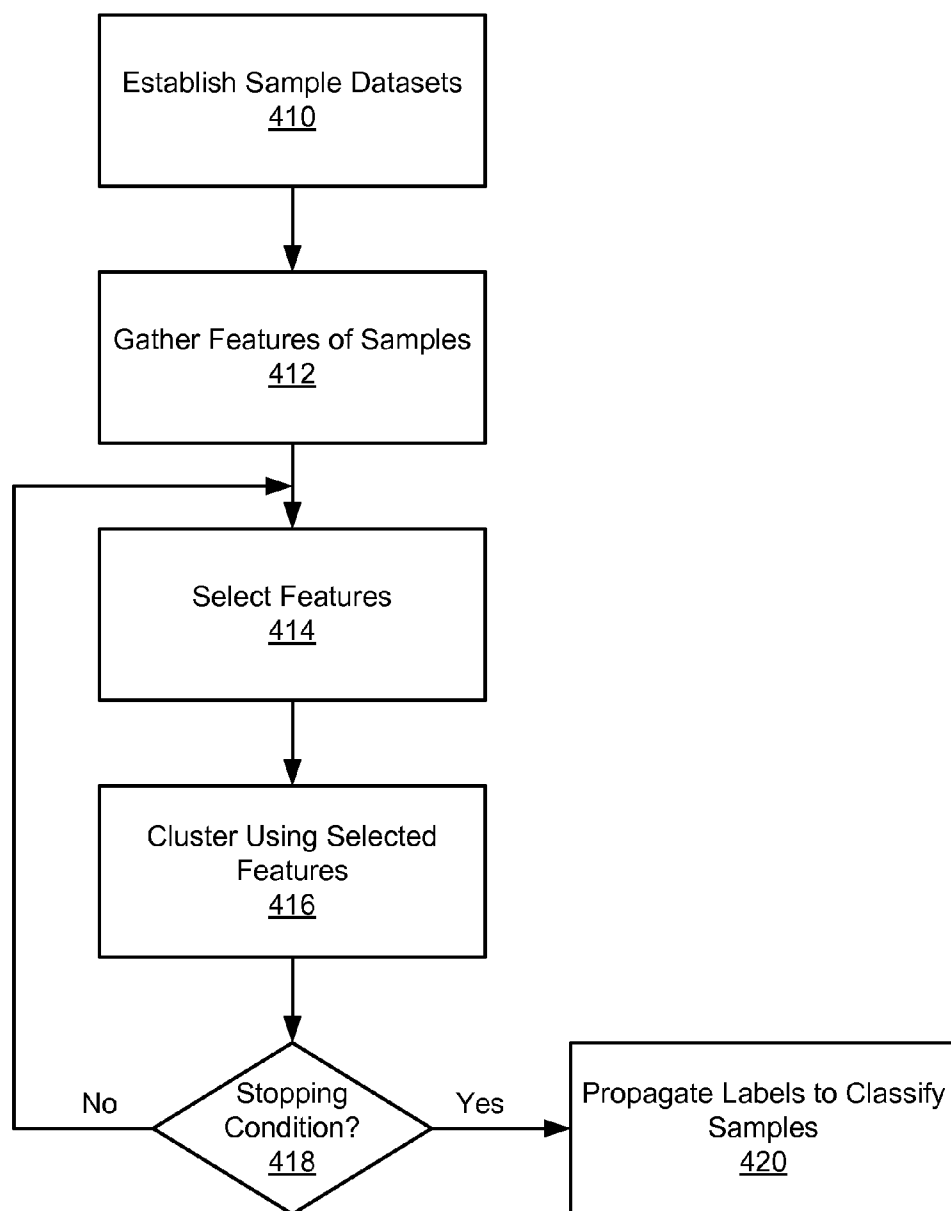 Establish Sample Datasets
410
Gather Features of Samples
412
Select Features
414
Cluster Using Selected
Features
416
Stopping
Condition?
418
No
Yes
Propagate Labels to Classify
Samples
420